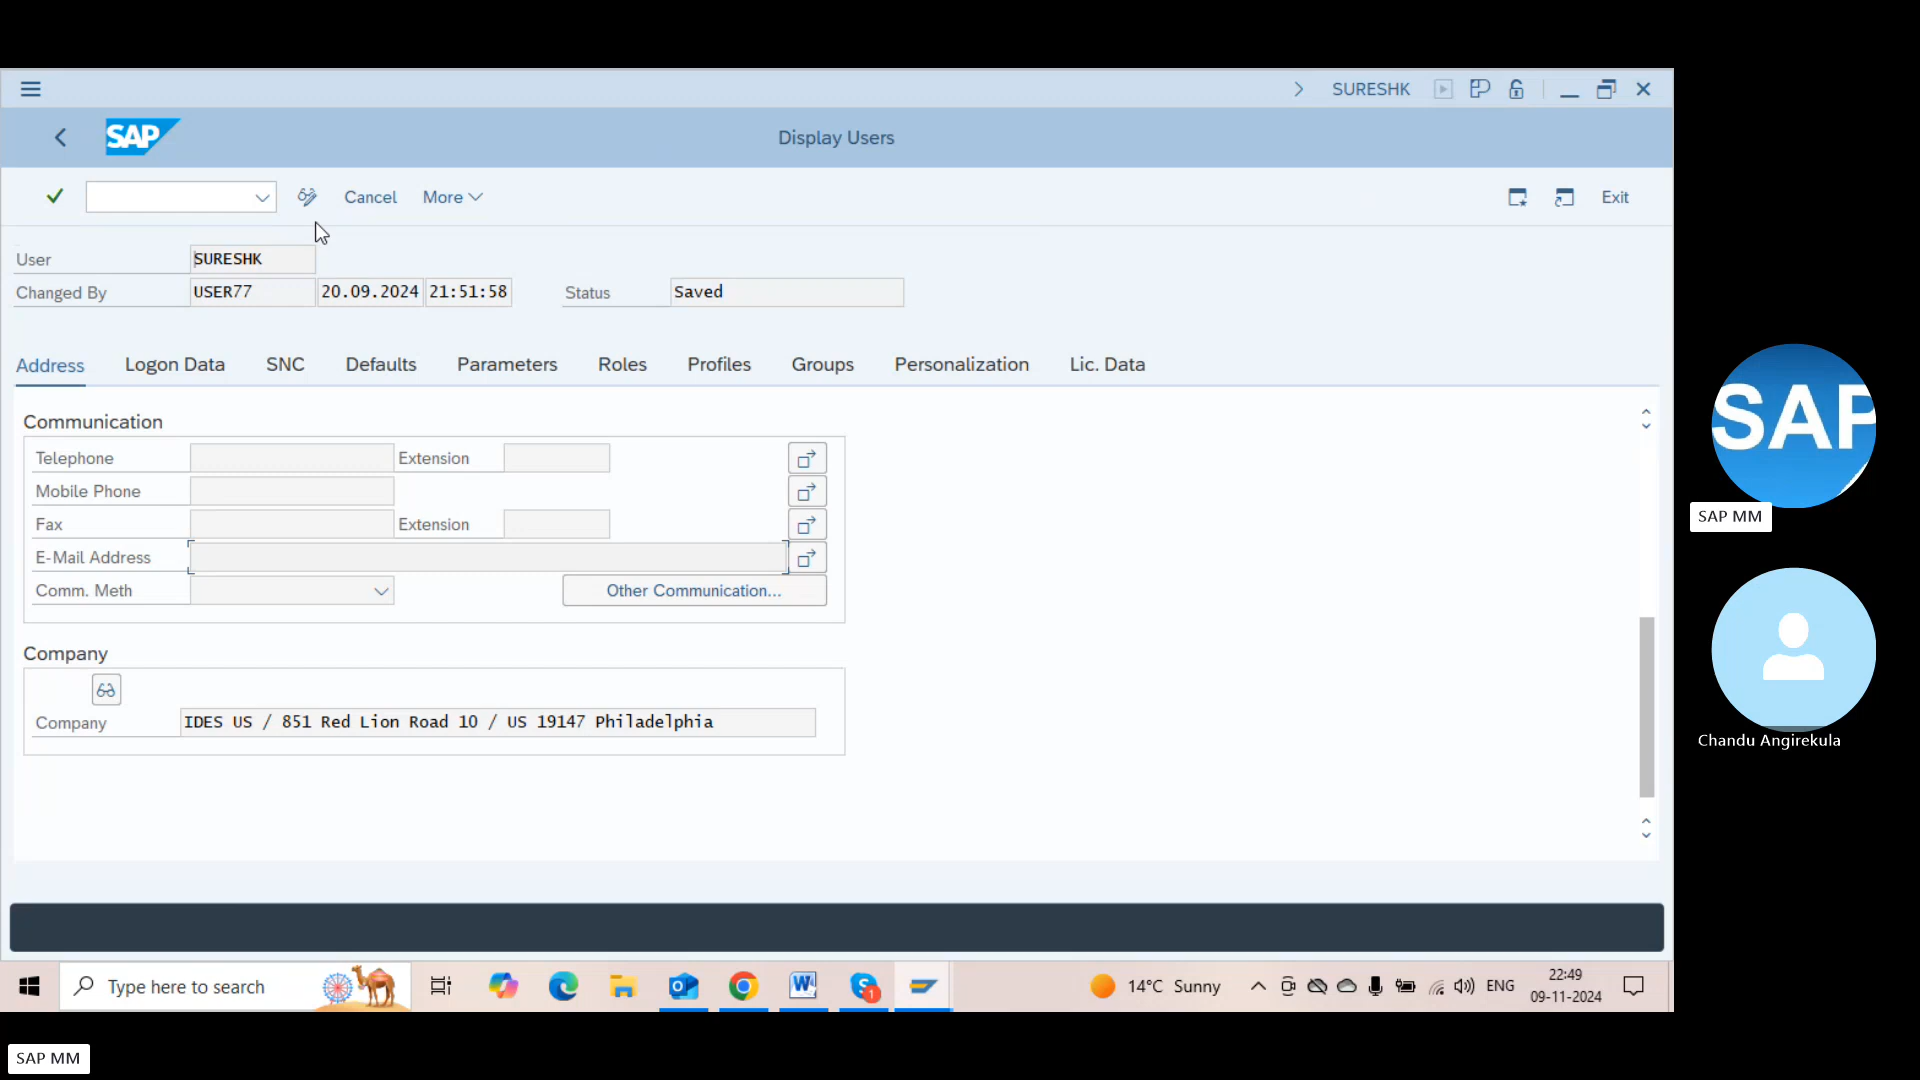 SURESHK
SAP
Display Users
Cancel More Exit
User SURESHK
Changed By USER77 20.09.2024 21:51:58 Status Saved
Address Logon Data SNC Defaults Parameters Roles Profiles Groups Personalization Lic. Data
Communication
Telephone Extension
Mobile Phone
Fax Extension
E-Mail Address
Comm. Meth Other Communication...
Company
Company IDES US / 851 Red Lion Road 10 / US 19147 Philadelphia
SAP
SAP MM
Chandu Angirekula
Type here to search 1 14°C Sunny ENG 22:49
09-11-2024
SAP MM